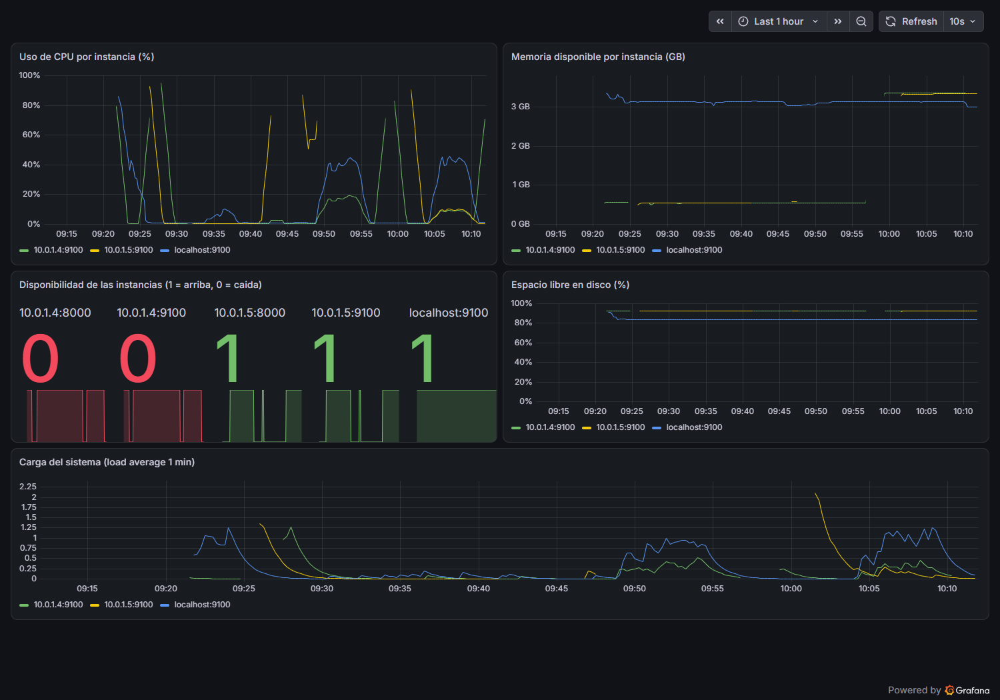 Last 1 hour Refresh 10s
Uso de CPU por instancia (%)
100%
80%
60%
40%
20%
0%
09:15 09:20 09:25 09:30 09:35 09:40 09:45 09:50 09:55 10:00 10:05 10:10
10.0.1.4:9100 10.0.1.5:9100 localhost:9100
Memoria disponible por instancia (GB)
3 GB
2 GB
1 GB
0 GB
09:15 09:20 09:25 09:30 09:35 09:40 09:45 09:50 09:55 10:00 10:05 10:10
10.0.1.4:9100 10.0.1.5:9100 localhost:9100
Disponibilidad de las instancias (1 = arriba, 0 = caida)
10.0.1.4:8000 10.0.1.4:9100 10.0.1.5:8000 10.0.1.5:9100 localhost:9100
0 0 1 1 1
Espacio libre en disco (%)
100%
80%
60%
40%
20%
0%
09:15 09:20 09:25 09:30 09:35 09:40 09:45 09:50 09:55 10:00 10:05 10:10
10.0.1.4:9100 10.0.1.5:9100 localhost:9100
Carga del sistema (load average 1 min)
2.25
2
1.75
1.5
1.25
1
0.75
0.5
0.25
0
09:15 09:20 09:25 09:30 09:35 09:40 09:45 09:50 09:55 10:00 10:05 10:10
10.0.1.4:9100 10.0.1.5:9100 localhost:9100
Powered by Grafana